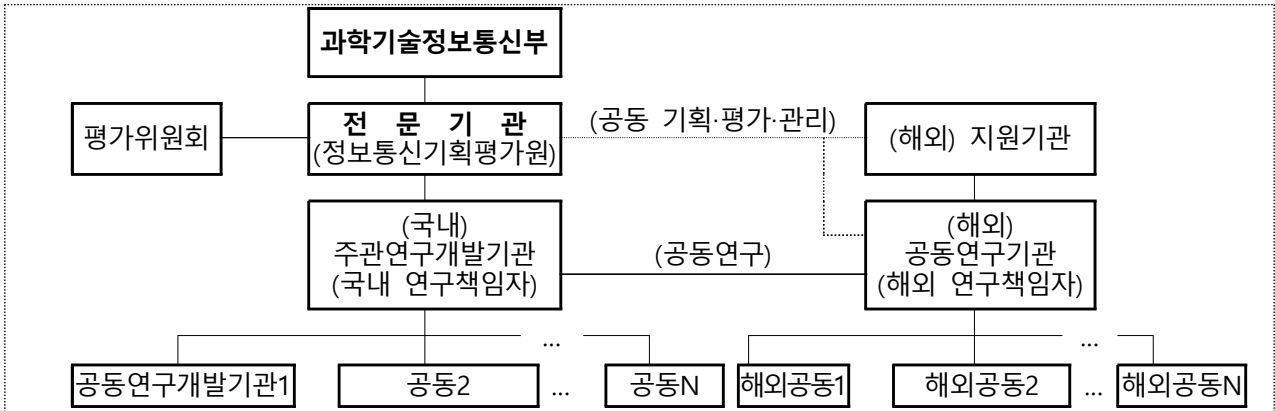 과학기술정보통신부
평가위원회
전 문 기 관
(정보통신기획평가원)
(공동 기획·평가·관리)
(해외) 지원기관
(국내)
주관연구개발기관
(국내 연구책임자)
(공동연구)
(해외)
공동연구기관
(해외 연구책임자)
...
...
공동연구개발기관1
공동2
...
공동N
해외공동1
해외공동2
...
해외공동N